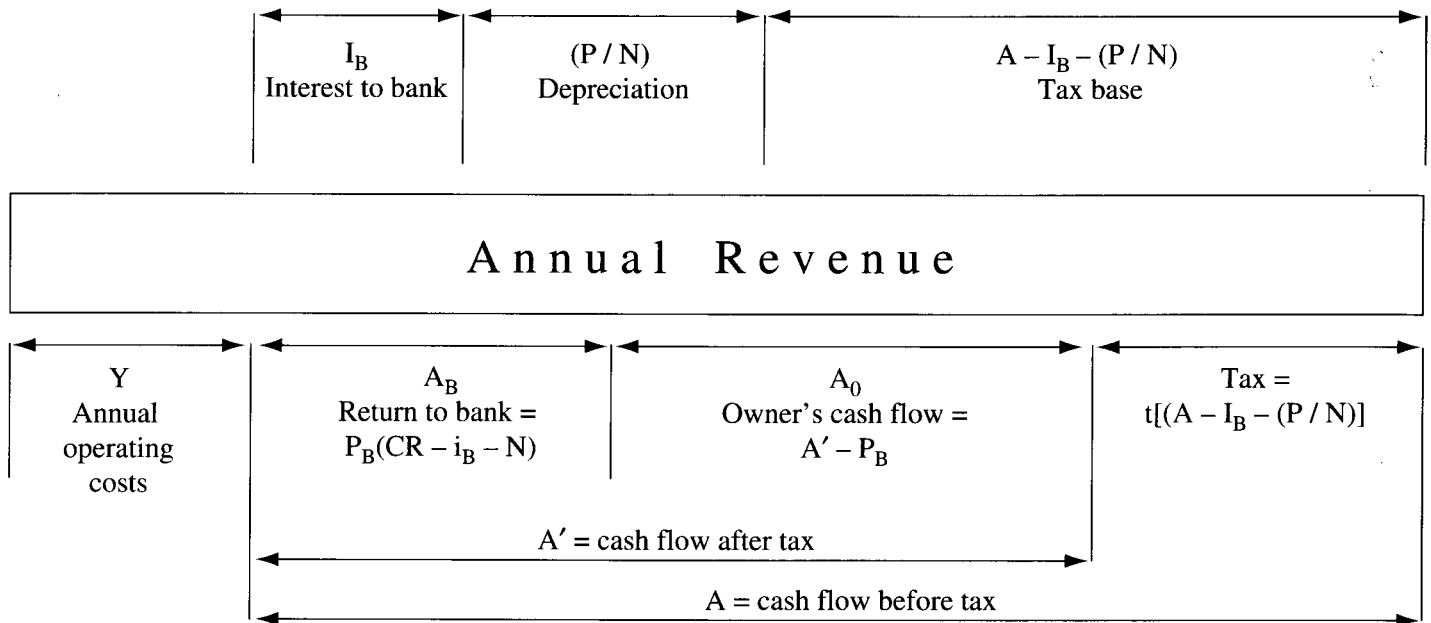 I_B
Interest to bank
(P / N)
Depreciation
A – I_B – (P / N)
Tax base
Annual Revenue
Y
Annual
operating
costs
A_B
Return to bank =
P_B(CR – i_B – N)
A_0
Owner's cash flow =
A′ – P_B
Tax =
t[(A – I_B – (P / N)]
A′ = cash flow after tax
A = cash flow before tax